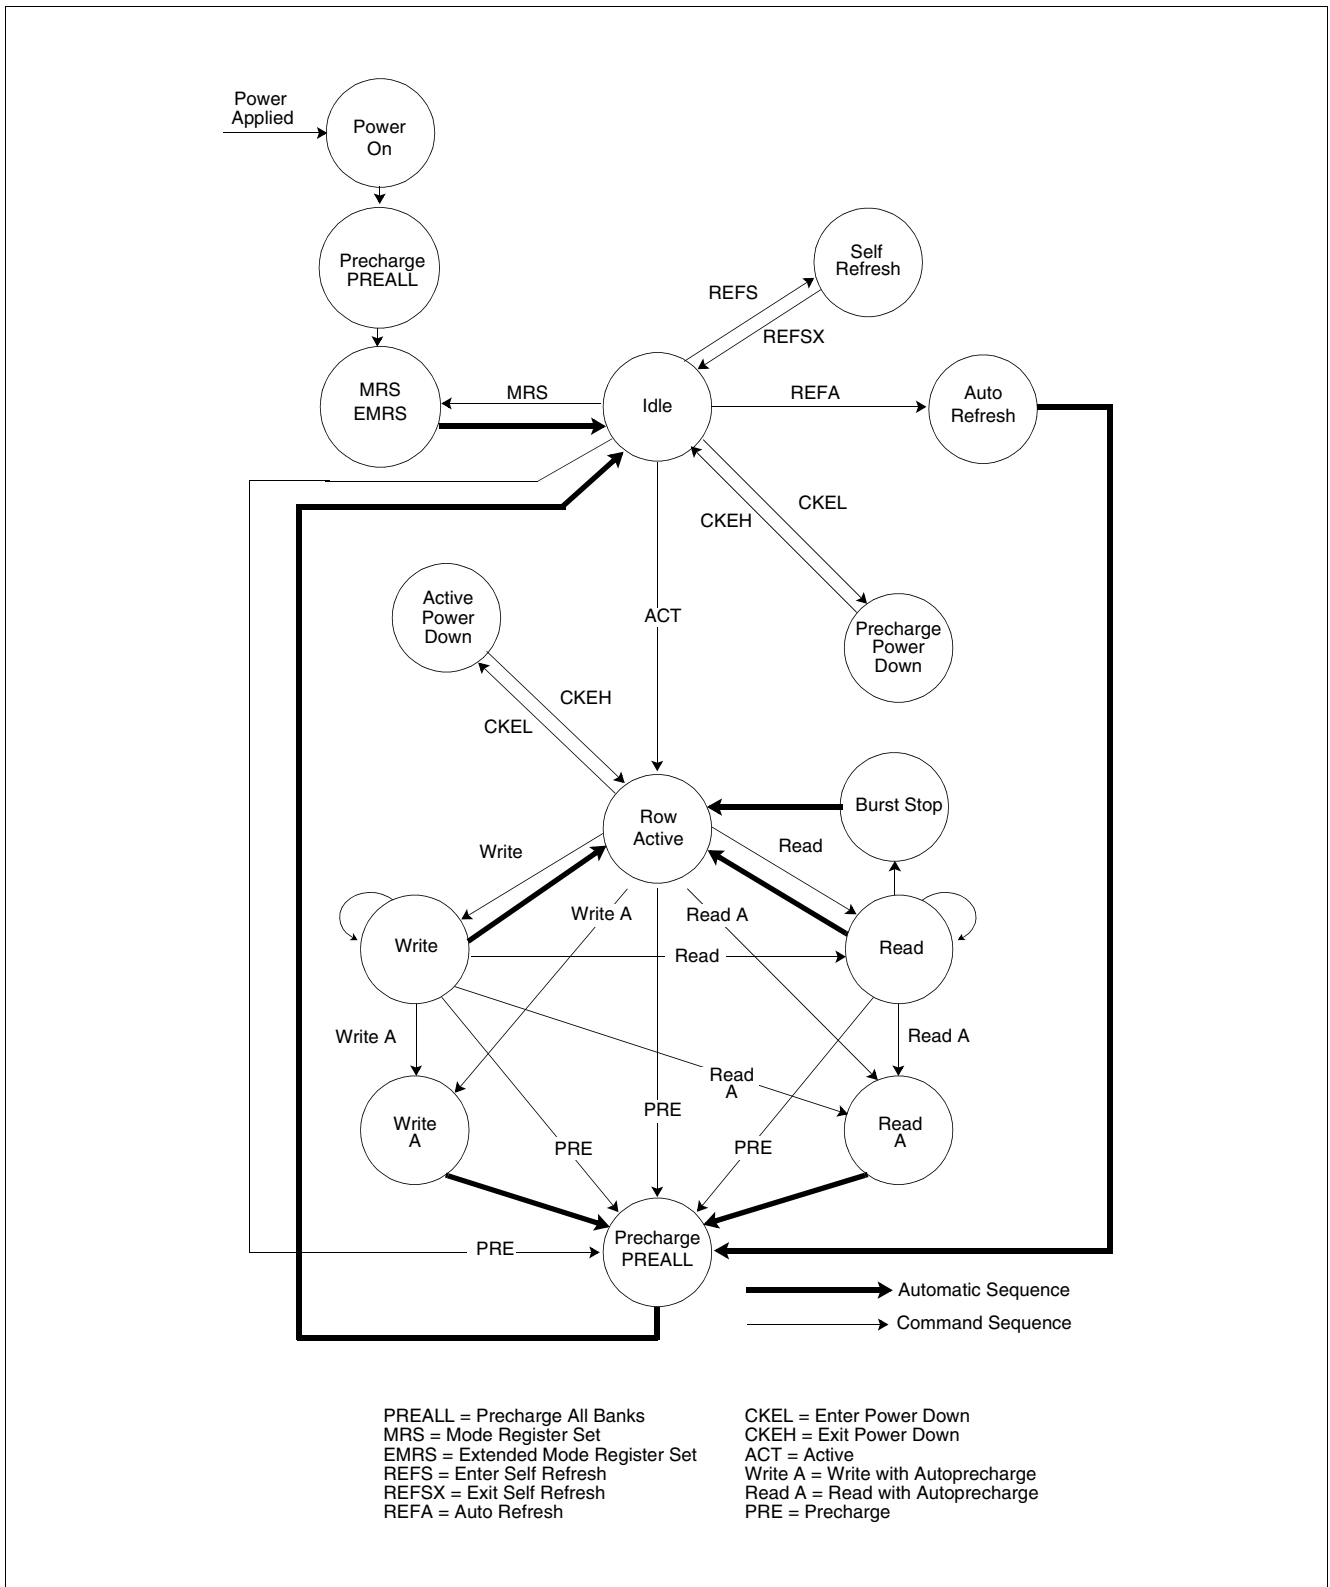 Power
Applied
Power
On
Precharge
PREALL
Self
Refresh
REFS
REFSX
MRS
EMRS
MRS
Idle
REFA
Auto
Refresh
CKEL
CKEH
Active
Power
Down
ACT
Precharge
Power
Down
CKEH
CKEL
Row
Active
Burst Stop
Write
Read
Write A
Read A
Write
Read
Read
Write A
Read A
Read
A
Write
A
PRE
Read
A
PRE
PRE
Precharge
PREALL
PRE
Automatic Sequence
Command Sequence
PREALL = Precharge All Banks
MRS = Mode Register Set
EMRS = Extended Mode Register Set
REFS = Enter Self Refresh
REFSX = Exit Self Refresh
REFA = Auto Refresh
CKEL = Enter Power Down
CKEH = Exit Power Down
ACT = Active
Write A = Write with Autoprecharge
Read A = Read with Autoprecharge
PRE = Precharge